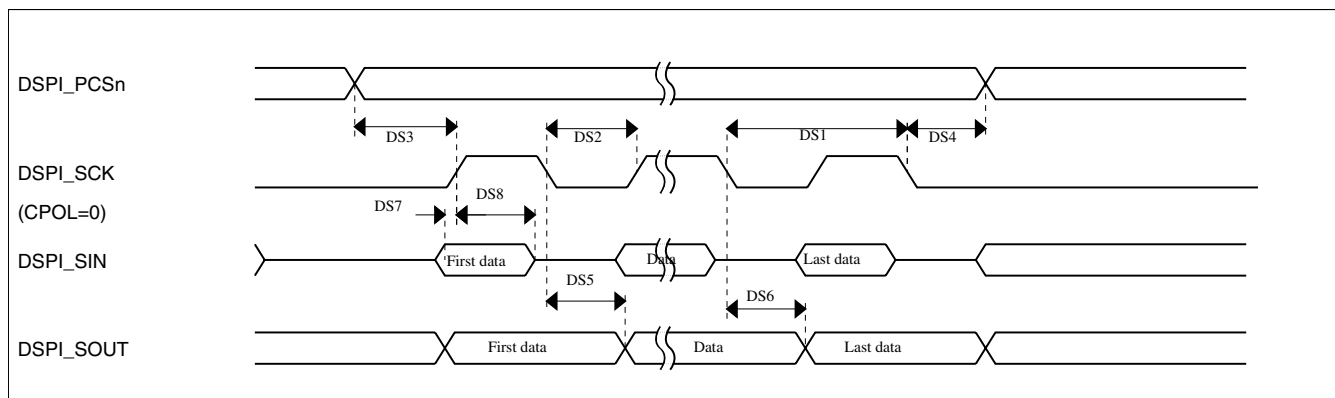 DSPI_PCSn
DS3
DS2
DS1
DS4
DSPI_SCK
(CPOL=0)
DS7
DS8
DSPI_SIN
First data
Data
Last data
DS5
DS6
DSPI_SOUT
First data
Data
Last data